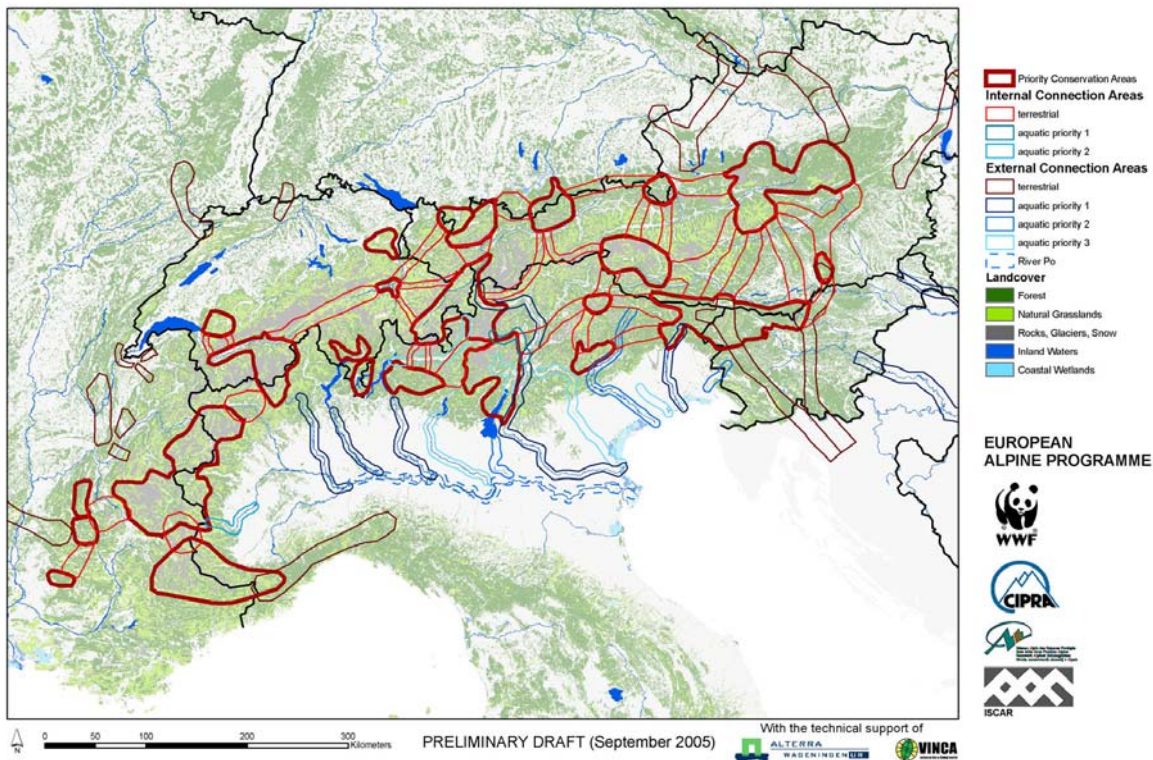 Priority Conservation Areas
Internal Connection Areas
terrestrial
aquatic priority 1
aquatic priority 2
External Connection Areas
terrestrial
aquatic priority 1
aquatic priority 2
aquatic priority 3
River Po
Landcover
Forest
Natural Grasslands
Rocks, Glaciers, Snow
Inland Waters
Coastal Wetlands
EUROPEAN
ALPINE PROGRAMME
WWF
CIPRA
ISCAR
N
0 50 100 200 300
Kilometers
PRELIMINARY DRAFT (September 2005)
With the technical support of
ALTERRA
WAGENINGEN UR
VINCA